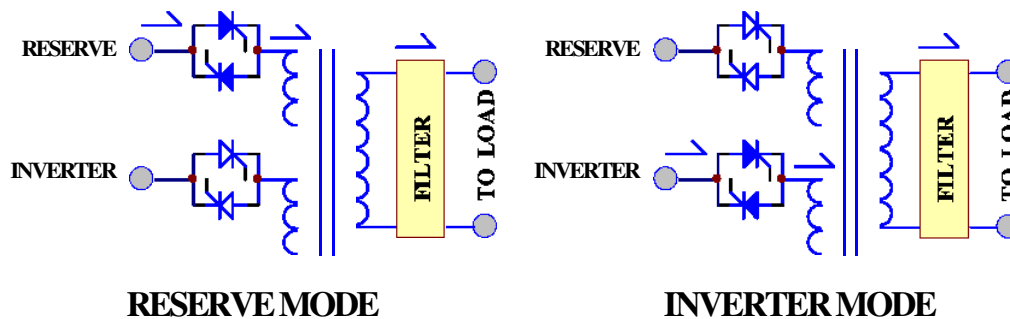 RESERVE
INVERTER
FILTER
TO LOAD
RESERVE MODE
RESERVE
INVERTER
FILTER
TO LOAD
INVERTER MODE